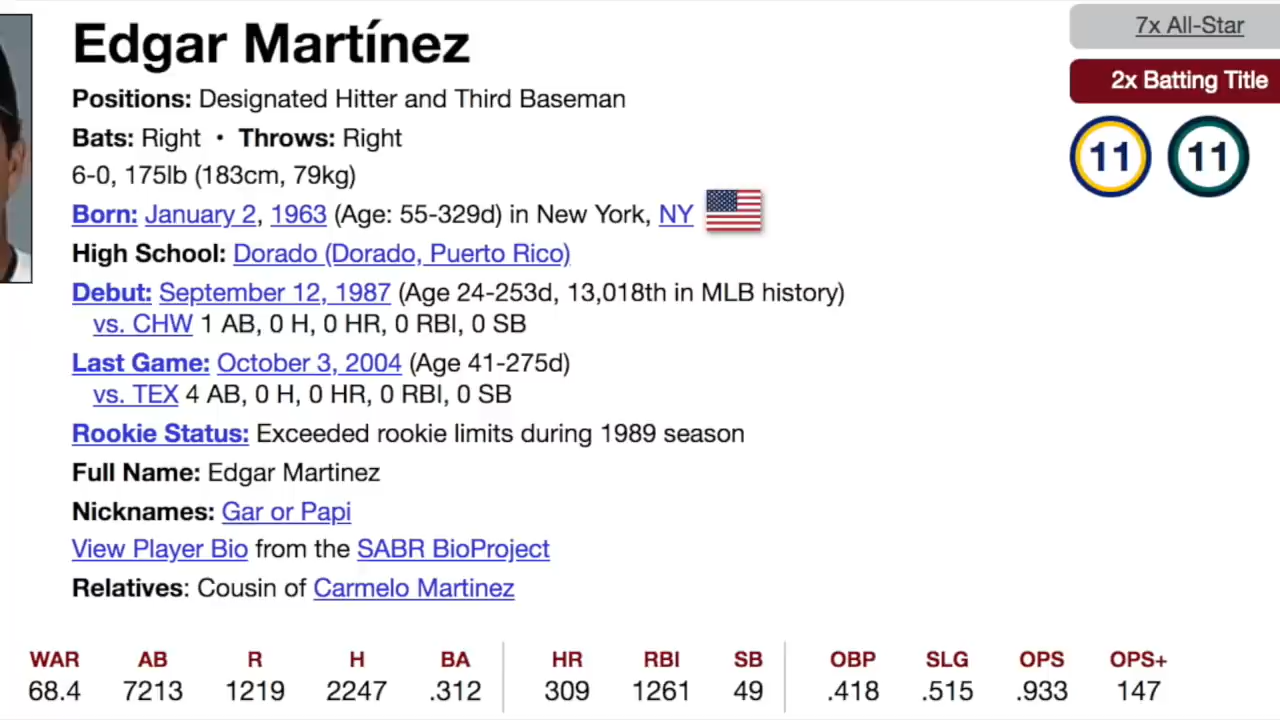 Edgar Martínez
Positions: Designated Hitter and Third Baseman
Bats: Right • Throws: Right
6-0, 175lb (183cm, 79kg)
Born: January 2, 1963 (Age: 55-329d) in New York, NY
High School: Dorado (Dorado, Puerto Rico)
Debut: September 12, 1987 (Age 24-253d, 13,018th in MLB history)
vs. CHW 1 AB, 0 H, 0 HR, 0 RBI, 0 SB
Last Game: October 3, 2004 (Age 41-275d)
vs. TEX 4 AB, 0 H, 0 HR, 0 RBI, 0 SB
Rookie Status: Exceeded rookie limits during 1989 season
Full Name: Edgar Martinez
Nicknames: Gar or Papi
View Player Bio from the SABR BioProject
Relatives: Cousin of Carmelo Martinez
7x All-Star
2x Batting Title
11 11
WAR AB R H BA HR RBI SB OBP SLG OPS OPS+
68.4 7213 1219 2247 .312 309 1261 49 .418 .515 .933 147